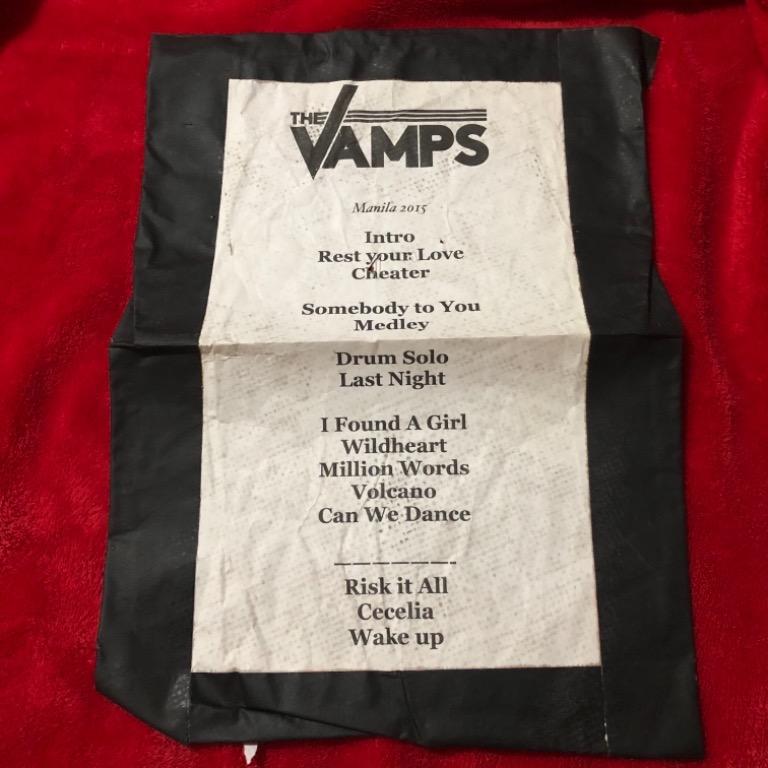 THE
VAMPS
Manila 2015
Intro
Rest your Love
Cheater
Somebody to You
Medley
Drum Solo
Last Night
I Found A Girl
Wildheart
Million Words
Volcano
Can We Dance
———————-
Risk it All
Cecelia
Wake up